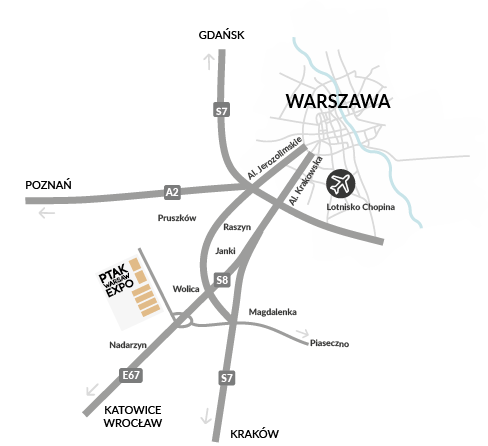 GDAŃSK
S7
WARSZAWA
Al. Jerozolimskie
Al. Krakowska
POZNAŃ
A2
Lotnisko Chopina
Pruszków
Raszyn
Janki
PTAK
WARSAW
EXPO
S8
Wolica
Magdalenka
Nadarzyn
Piaseczno
E67
S7
KATOWICE
WROCŁAW
KRAKÓW